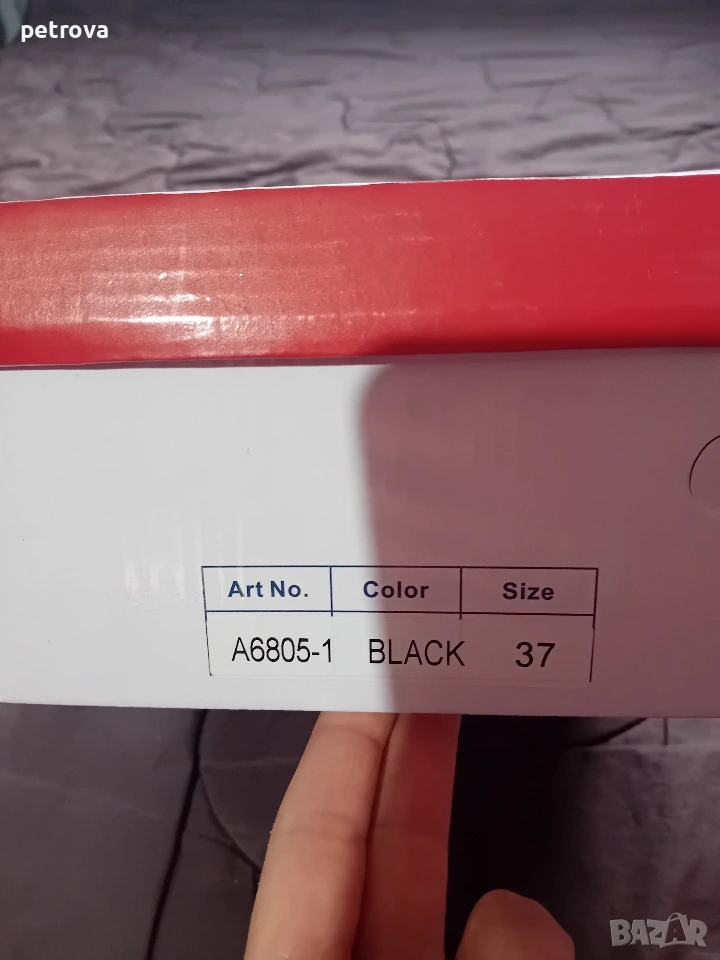 petrova
Art No. Color Size
A6805-1 BLACK 37
BAZAR